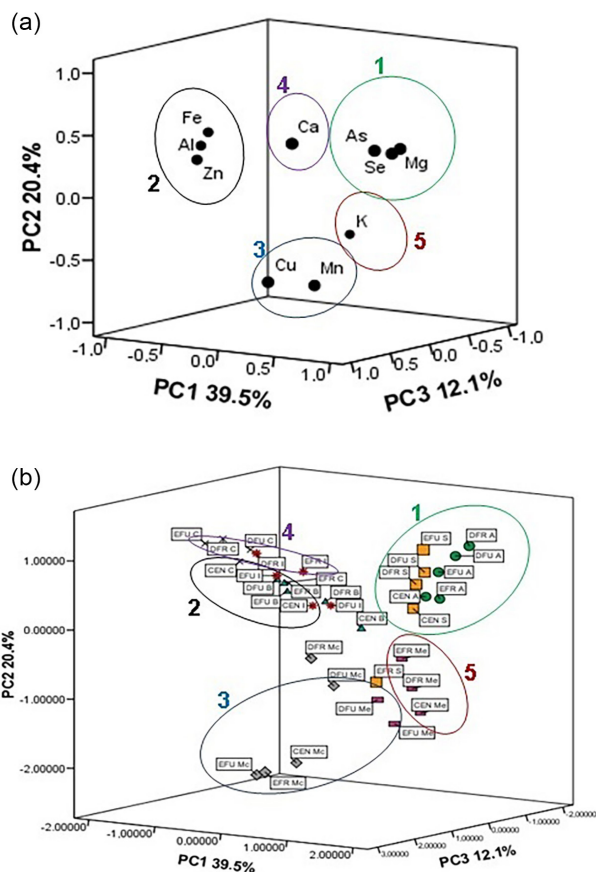 (a)
1
4
1.0
Fe
Ca
As
0.5
Al
Se
Mg
Zn
2
0.0
K
5
3
-0.5
Cu
Mn
-1.0
PC2 20.4%
-1.0
-0.5
0.0
0.5
1.0
PC1 39.5%
1.0
0.5
0.0
-0.5
-1.0
PC3 12.1%
(b)
1
4
EFU C
DFU C
EFU S
DFR A
1.00000
DFR C
DFR I
EFR I
DFU S
DFU A
CEN C
EFR C
DFR S
EFU A
EFU I
DFU B
EFR B
DFR B
EFR A
2
EFU B
CEN I
DFU I
CEN A
CEN B
CEN S
0.00000
DFR Mc
EFR Me
5
EFR S
DFU Mc
DFR Me
-1.00000
3
DFU Me
CEN Me
EFU Me
CEN Mc
-2.00000
EFU Mc
EFR Mc
PC2 20.4%
-2.00000
-1.00000
0.00000
1.00000
2.00000
PC1 39.5%
3.00000
2.00000
1.00000
0.00000
-1.00000
-2.00000
PC3 12.1%